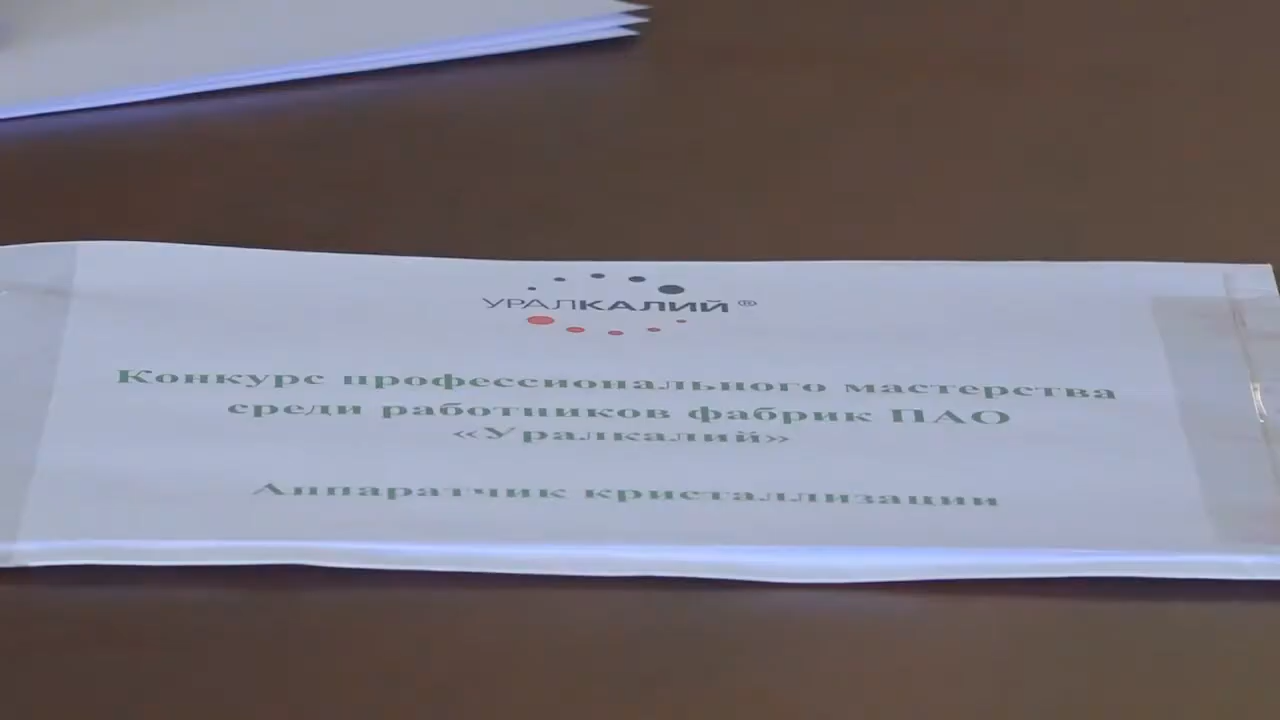 УРАЛКАЛИЙ®
Конкурс профессионального мастерства
среди работников фабрик ПАО
«Уралкалий»
Аппаратчик кристаллизации